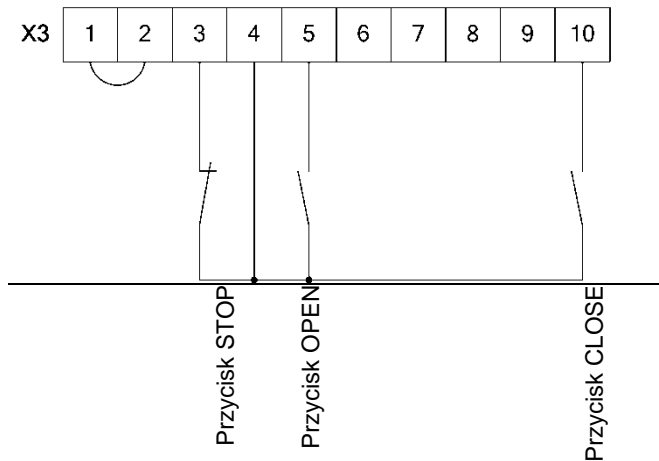 X3 1 2 3 4 5 6 7 8 9 10
Przycisk STOP
Przycisk OPEN
Przycisk CLOSE